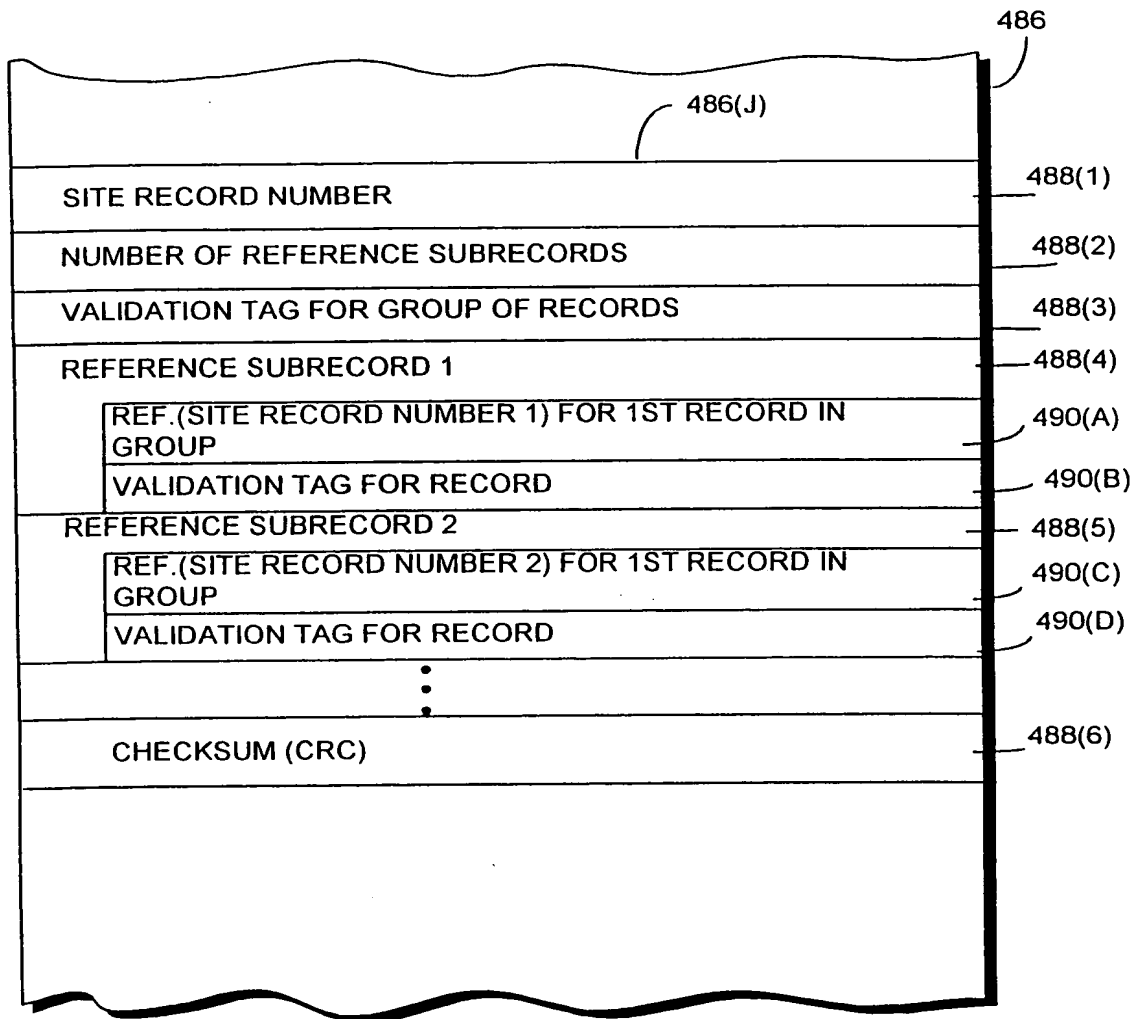 486
486(J)
SITE RECORD NUMBER
488(1)
NUMBER OF REFERENCE SUBRECORDS
488(2)
VALIDATION TAG FOR GROUP OF RECORDS
488(3)
REFERENCE SUBRECORD 1
488(4)
REF.(SITE RECORD NUMBER 1) FOR 1ST RECORD IN
GROUP
490(A)
VALIDATION TAG FOR RECORD
490(B)
REFERENCE SUBRECORD 2
488(5)
REF.(SITE RECORD NUMBER 2) FOR 1ST RECORD IN
GROUP
490(C)
VALIDATION TAG FOR RECORD
490(D)
CHECKSUM (CRC)
488(6)